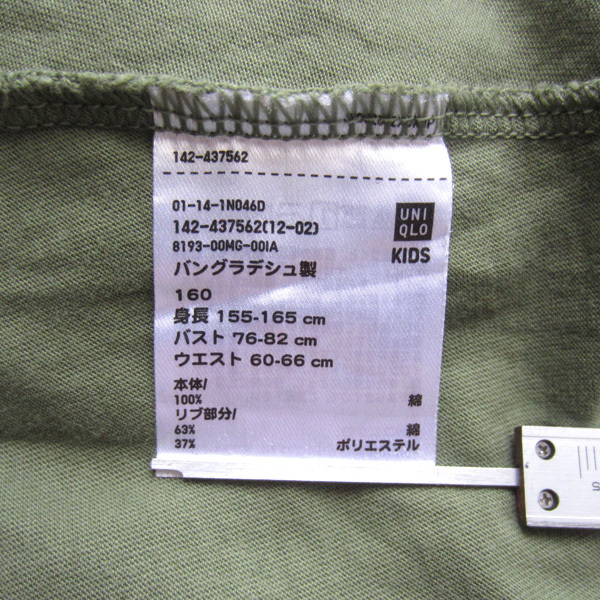 142-437562
01-14-1N046D
142-437562(12-02)
8193-00MG-00IA
UNI
QLO
KIDS
バングラデシュ製
160
身長 155-165 cm
バスト 76-82 cm
ウエスト 60-66 cm
本体/
100% 綿
リブ部分/
63% 綿
37% ポリエステル
5